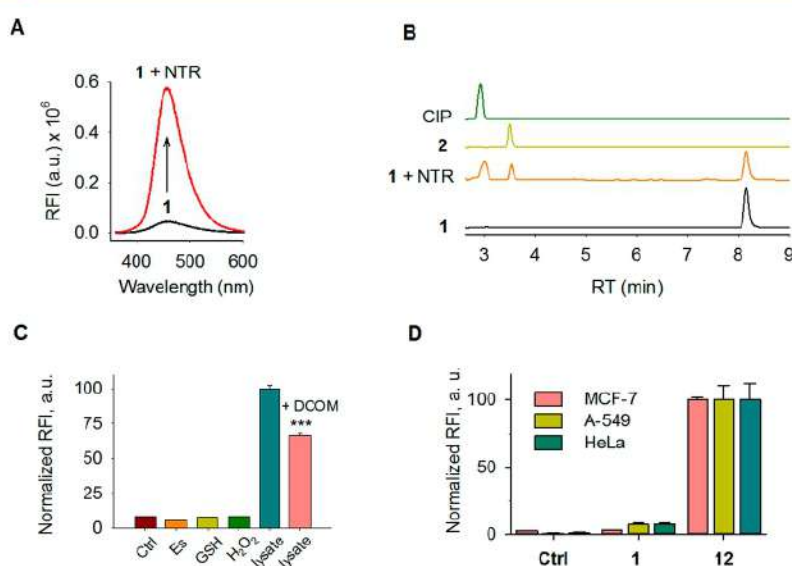 A
1 + NTR
RFI (a.u.) x 10⁶
0.6
0.4
0.2
0.0
1
400 500 600
Wavelength (nm)
B
CIP
2
1 + NTR
1
3 4 5 6 7 8 9
RT (min)
C
Normalized RFI, a.u.
100
75
50
25
0
+ DCOM
***
Ctrl Es GSH H₂O₂ lysate lysate
D
Normalized RFI, a. u.
100
50
0
MCF-7
A-549
HeLa
Ctrl 1 12